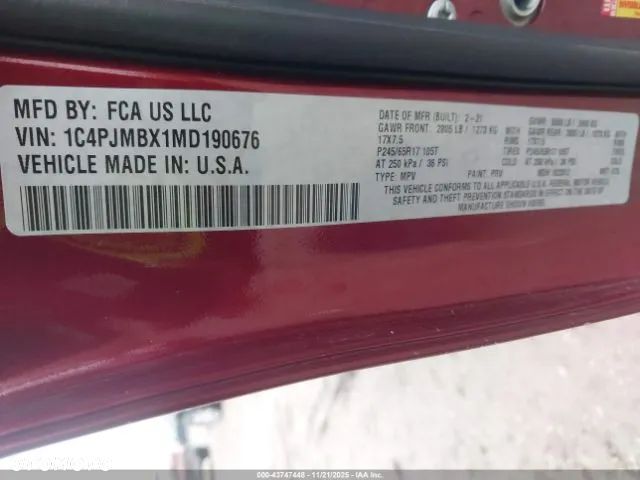 MFD BY: FCA US LLC
VIN: 1C4PJMBX1MD190676
VEHICLE MADE IN: U.S.A.
DATE OF MFR (BUILT): 2-21
GAWR FRONT: 2805 LB / 1273 KG
17X7.5
P245/65R17 105T
AT 250 kPa / 36 PSI
TYPE: MPV
PAINT: PRV
THIS VEHICLE CONFORMS TO ALL APPLICABLE U.S.A. FEDERAL MOTOR VEHICLE
SAFETY AND THEFT PREVENTION STANDARDS IN EFFECT ON THE DATE OF
MANUFACTURE SHOWN ABOVE.
00-43747448 - 11/21/2025 - IAAI
OTOMOTO